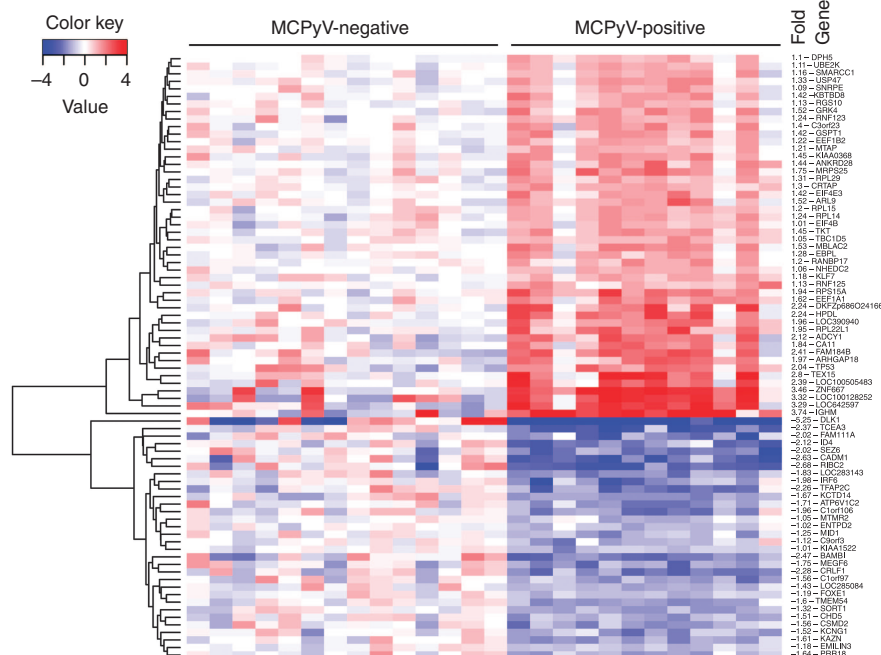 Color key
−4 0 4
Value
MCPyV-negative
MCPyV-positive
Fold
Gene
1.1 – DPH5
1.11 – UBE2K
1.16 – SMARCC1
1.33 – USP47
1.09 – SNRPE
1.42 – KBTBD8
1.13 – RGS10
1.52 – GRK4
1.24 – RNF123
1.4 – C3orf23
1.42 – GSPT1
1.22 – EEF1B2
1.21 – MTAP
1.45 – KIAA0368
1.44 – ANKRD28
1.75 – MRPS25
1.31 – RPL29
1.3 – CRTAP
1.42 – EIF4E3
1.52 – ARL9
1.2 – RPL15
1.24 – RPL14
1.01 – EIF4B
1.45 – TKT
1.05 – TBC1D5
1.53 – MBLAC2
1.28 – EBPL
1.2 – RANBP17
1.06 – NHEDC2
1.18 – KLF7
1.13 – RNF125
1.94 – RPS15A
1.62 – EEF1A1
2.24 – DKFZp686O24166
2.24 – HPDL
1.96 – LOC390940
1.95 – RPL22L1
2.12 – ADCY1
1.84 – CA11
2.41 – FAM184B
1.97 – ARHGAP18
2.04 – TP53
2.8 – TEX15
2.39 – LOC100505483
3.46 – ZNF667
3.32 – LOC100128252
3.29 – LOC642597
3.74 – IGHM
−5.25 – DLK1
−2.37 – TCEA3
−2.02 – FAM111A
−2.12 – ID4
−2.02 – SEZ6
−2.63 – CADM1
−2.68 – RIBC2
−1.83 – LOC283143
−1.98 – IRF6
−2.26 – TFAP2C
−1.67 – KCTD14
−1.71 – ATP6V1C2
−1.96 – C1orf106
−1.05 – MTMR2
−1.02 – ENTPD2
−1.25 – MID1
−1.12 – C9orf3
−1.01 – KIAA1522
−2.47 – BAMBI
−1.75 – MEGF6
−2.28 – CRLF1
−1.56 – C1orf97
−1.43 – LOC285084
−1.19 – FOXE1
−1.6 – TMEM54
−1.32 – SORT1
−1.51 – CHD5
−1.56 – CSMD2
−1.52 – KCNG1
−1.61 – KAZN
−1.18 – EMILIN3
−1.64 – PRR18